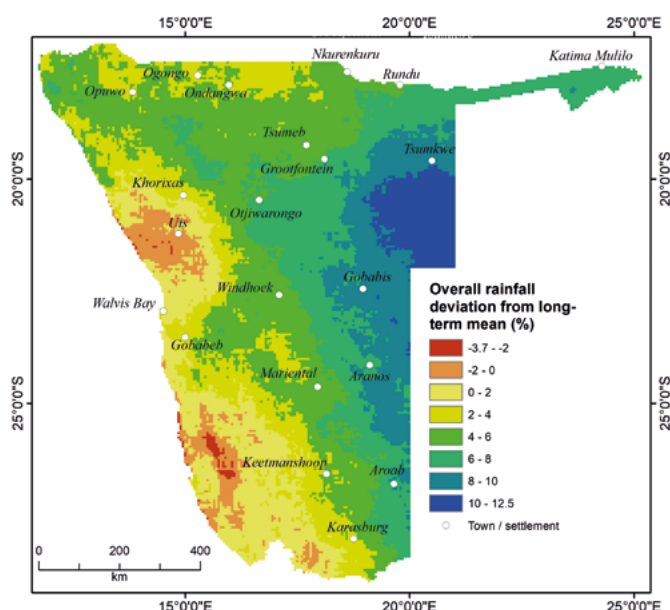 15°0'0"E 20°0'0"E 25°0'0"E
Nkurenkuru
Katima Mulilo
Ogongo
Rundu
Opuwo
Ondangwa
Tsumeb
Tsumkwe
Grootfontein
20°0'0"S
20°0'0"S
Khorixas
Otjiwarongo
Uis
Gobabis
Windhoek
Walvis Bay
Gobabeb
Mariental
Aranos
25°0'0"S
25°0'0"S
Keetmanshoop
Aroab
Karasburg
Overall rainfall
deviation from long-
term mean (%)
-3.7 - -2
-2 - 0
0 - 2
2 - 4
4 - 6
6 - 8
8 - 10
10 - 12.5
Town / settlement
0 100 200 400
km
15°0'0"E 20°0'0"E 25°0'0"E